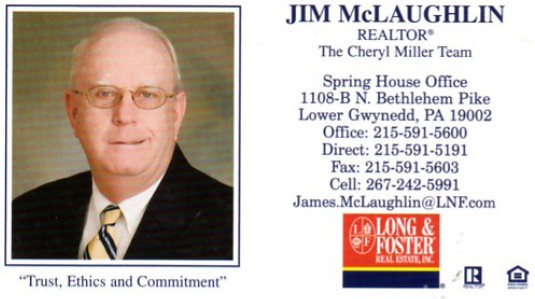 JIM McLAUGHLIN
REALTOR®
The Cheryl Miller Team
Spring House Office
1108-B N. Bethlehem Pike
Lower Gwynedd, PA 19002
Office: 215-591-5600
Direct: 215-591-5191
Fax: 215-591-5603
Cell: 267-242-5991
James.McLaughlin@LNF.com
LONG &
FOSTER®
REAL ESTATE, INC.
L F
R
REALTOR®
"Trust, Ethics and Commitment"